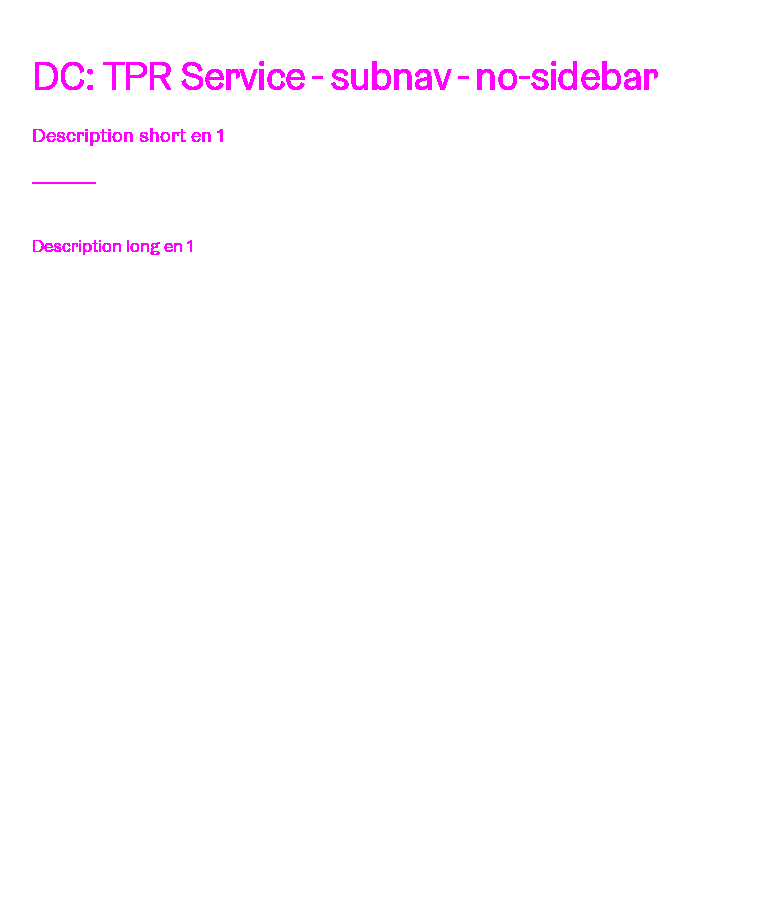 DC: TPR Service - subnav - no-sidebar
Description short en 1
Description long en 1